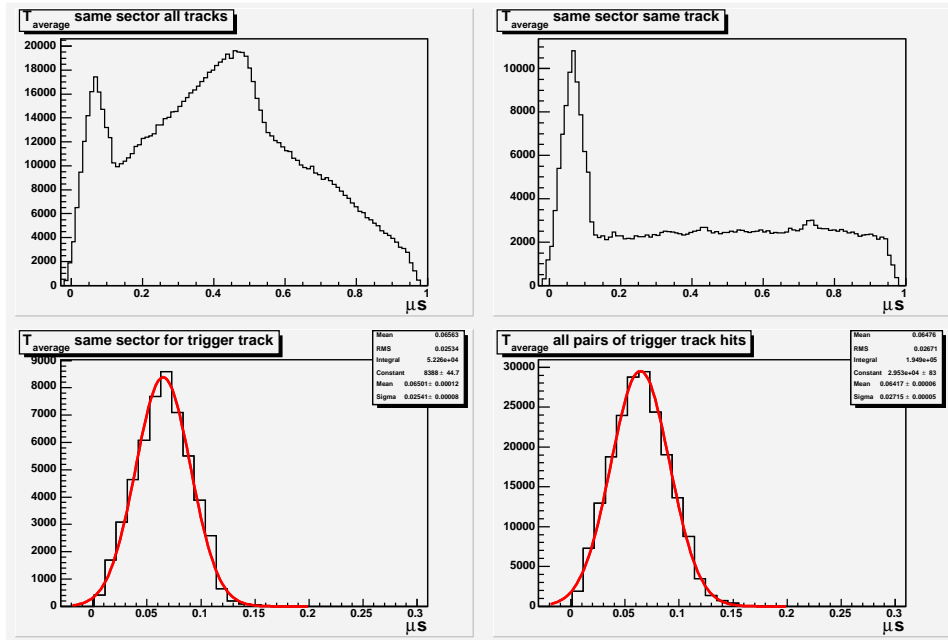 T average same sector all tracks
20000
18000
16000
14000
12000
10000
8000
6000
4000
2000
0
0 0.2 0.4 0.6 0.8 1
μs
T average same sector same track
10000
8000
6000
4000
2000
0
0 0.2 0.4 0.6 0.8 1
μs
T average same sector for trigger track
Mean 0.06563
RMS 0.02534
Integral 5.226e+04
Constant 8388 ± 44.7
Mean 0.06501 ± 0.00012
Sigma 0.02541 ± 0.00008
9000
8000
7000
6000
5000
4000
3000
2000
1000
0
0 0.05 0.1 0.15 0.2 0.25 0.3
μs
T average all pairs of trigger track hits
Mean 0.06476
RMS 0.02671
Integral 1.949e+05
Constant 2.953e+04 ± 83
Mean 0.06417 ± 0.00006
Sigma 0.02715 ± 0.00005
30000
25000
20000
15000
10000
5000
0
0 0.05 0.1 0.15 0.2 0.25 0.3
μs